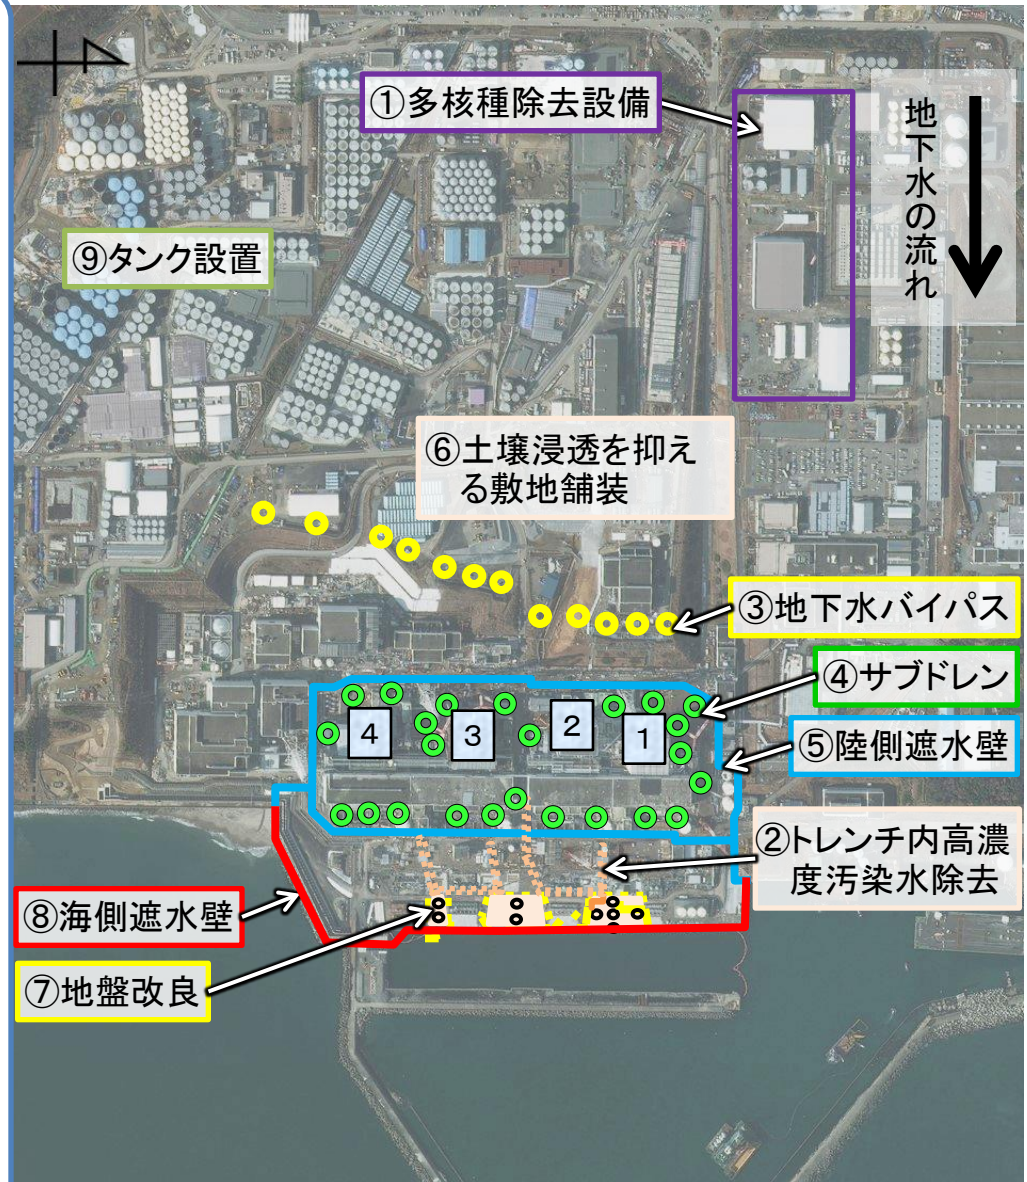 ①多核種除去設備
地下水の流れ
⑨タンク設置
⑥土壌浸透を抑え
る敷地舗装
③地下水バイパス
④サブドレン
4
3
2
1
⑤陸側遮水壁
②トレンチ内高濃
度汚染水除去
⑧海側遮水壁
⑦地盤改良